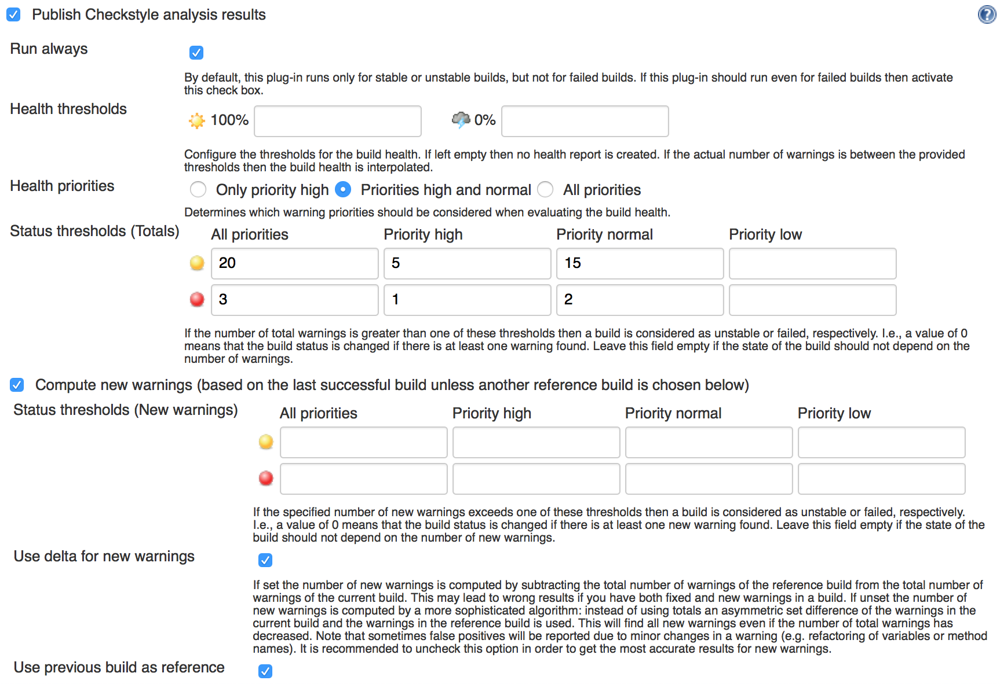 Publish Checkstyle analysis results
Run always
By default, this plug-in runs only for stable or unstable builds, but not for failed builds. If this plug-in should run even for failed builds then activate
this check box.
Health thresholds
100% 0%
Configure the thresholds for the build health. If left empty then no health report is created. If the actual number of warnings is between the provided
thresholds then the build health is interpolated.
Health priorities
Only priority high Priorities high and normal All priorities
Determines which warning priorities should be considered when evaluating the build health.
Status thresholds (Totals)
All priorities Priority high Priority normal Priority low
20 5 15
3 1 2
If the number of total warnings is greater than one of these thresholds then a build is considered as unstable or failed, respectively. I.e., a value of 0
means that the build status is changed if there is at least one warning found. Leave this field empty if the state of the build should not depend on the
number of warnings.
Compute new warnings (based on the last successful build unless another reference build is chosen below)
Status thresholds (New warnings)
All priorities Priority high Priority normal Priority low
If the specified number of new warnings exceeds one of these thresholds then a build is considered as unstable or failed, respectively.
I.e., a value of 0 means that the build status is changed if there is at least one new warning found. Leave this field empty if the state of the
build should not depend on the number of new warnings.
Use delta for new warnings
If set the number of new warnings is computed by subtracting the total number of warnings of the reference build from the total number of
warnings of the current build. This may lead to wrong results if you have both fixed and new warnings in a build. If unset the number of
new warnings is computed by a more sophisticated algorithm: instead of using totals an asymmetric set difference of the warnings in the
current build and the warnings in the reference build is used. This will find all new warnings even if the number of total warnings has
decreased. Note that sometimes false positives will be reported due to minor changes in a warning (e.g. refactoring of variables or method
names). It is recommended to uncheck this option in order to get the most accurate results for new warnings.
Use previous build as reference